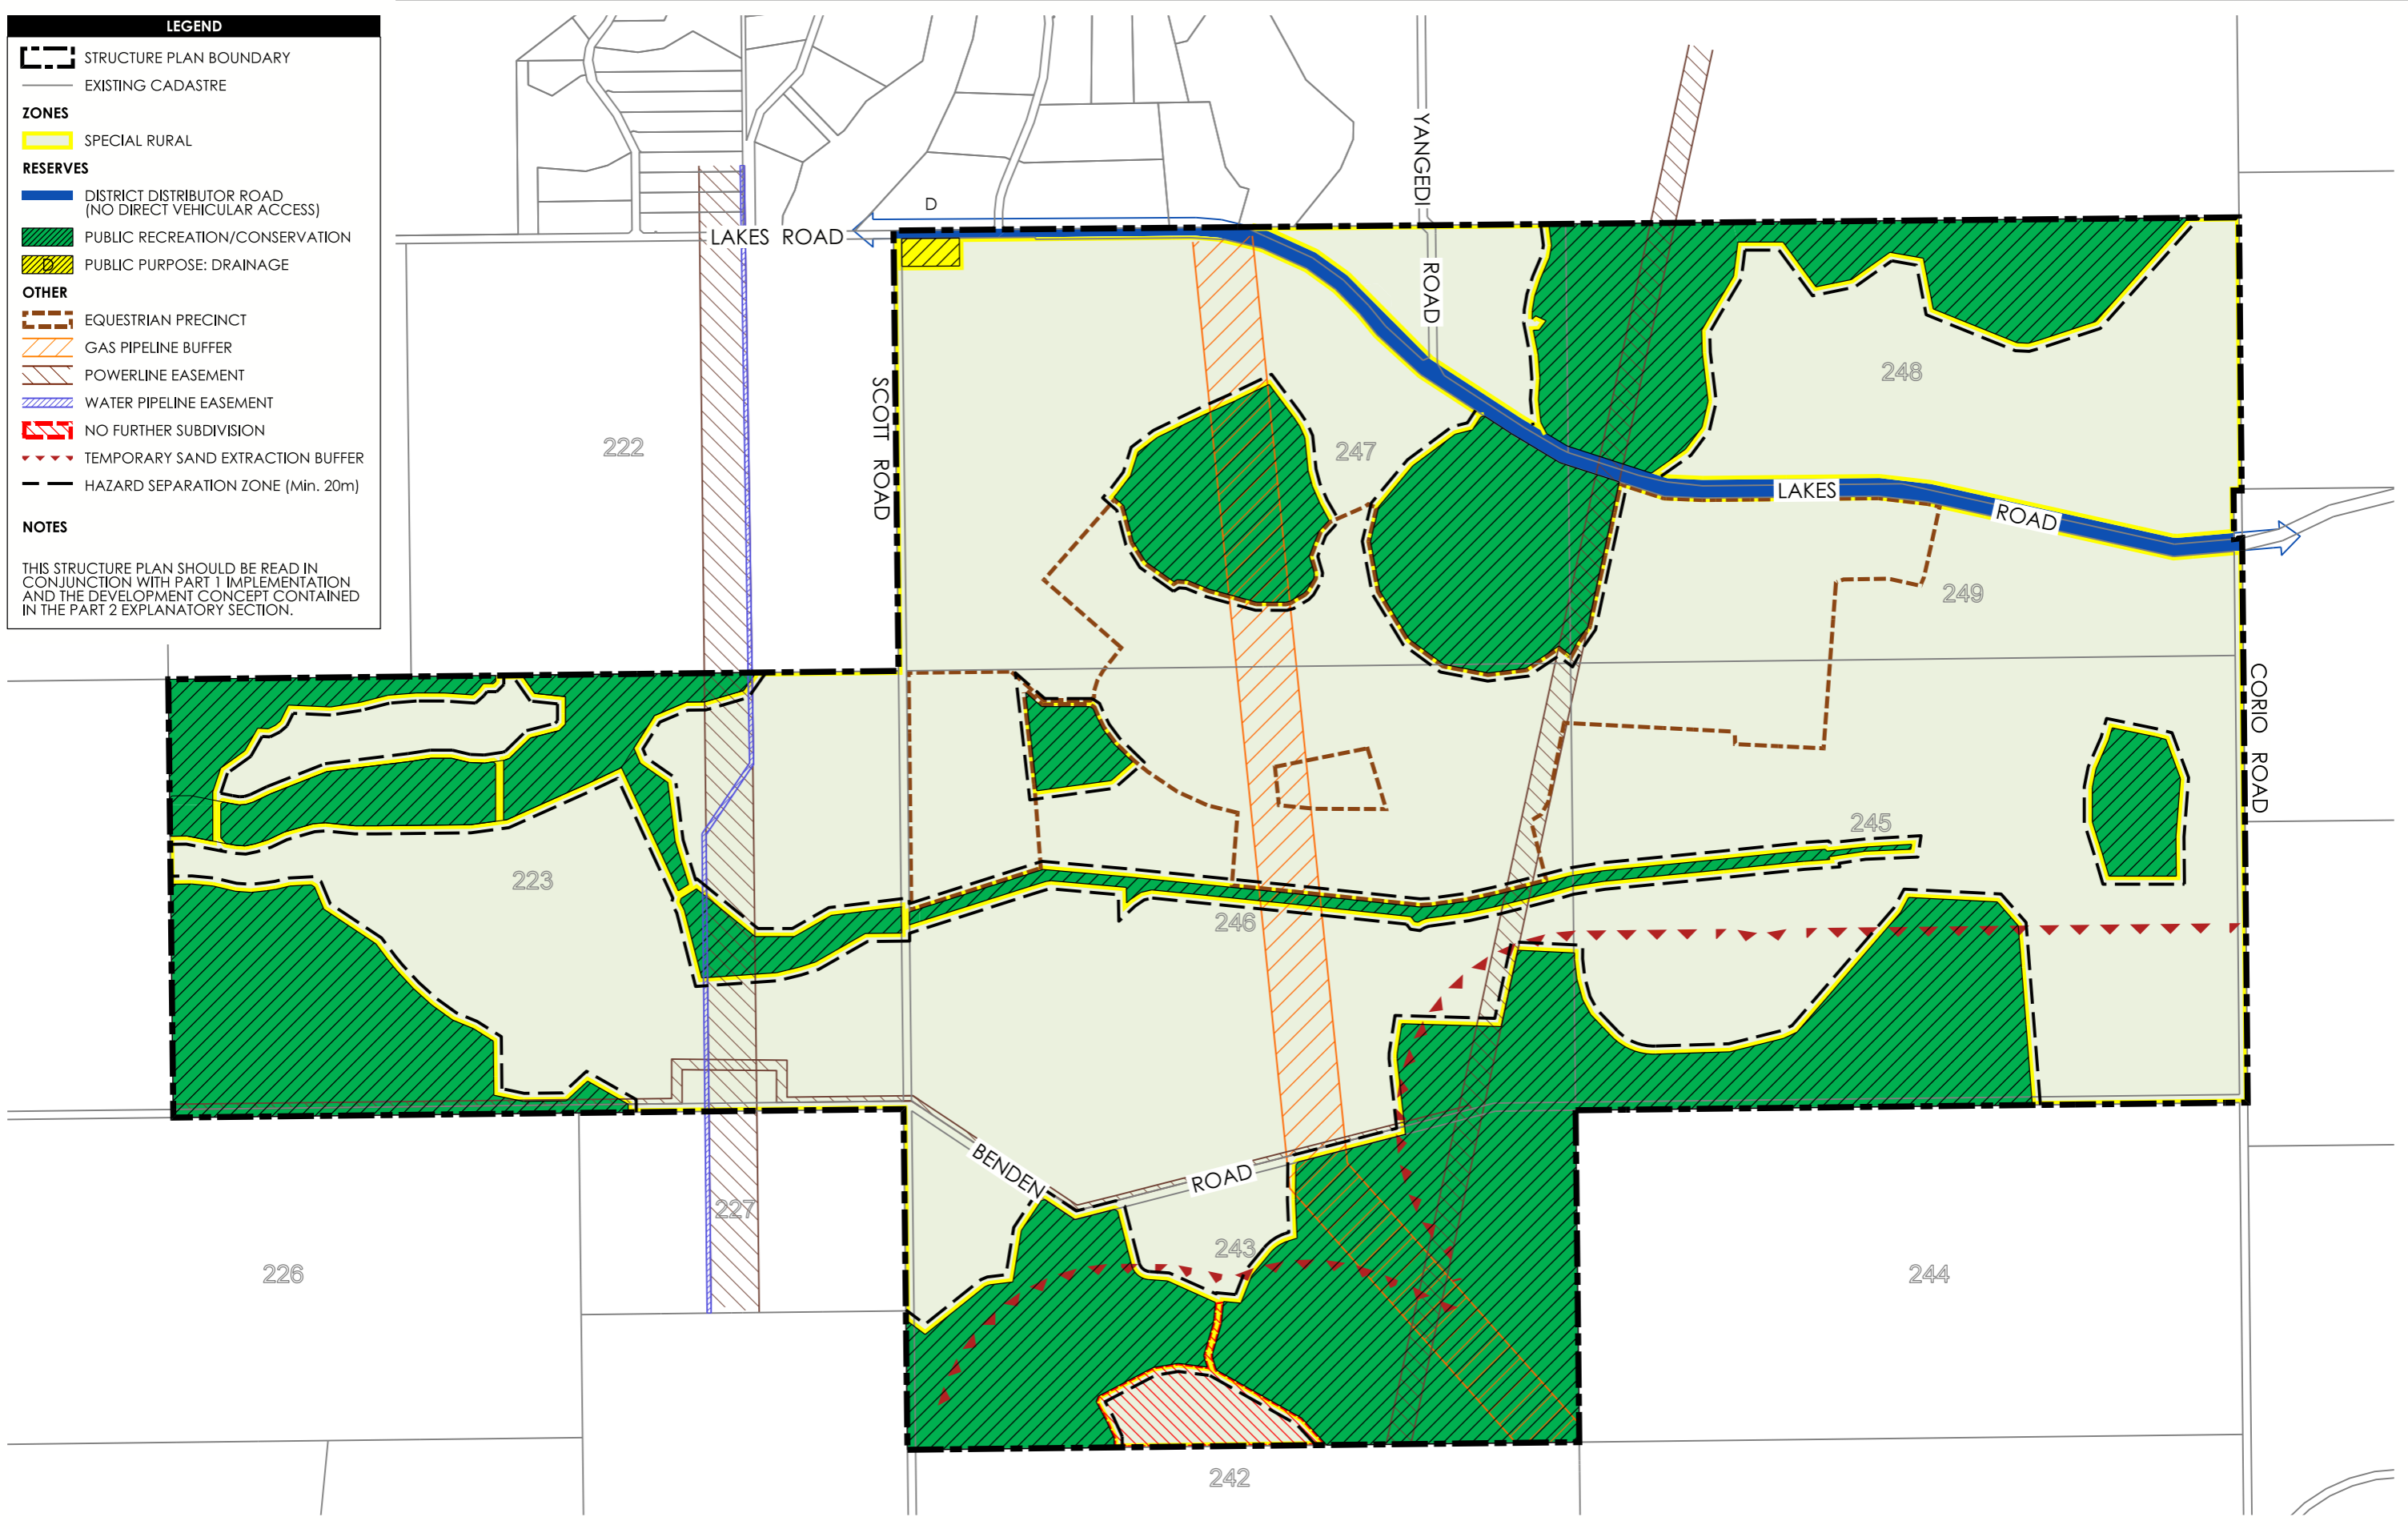 LEGEND
STRUCTURE PLAN BOUNDARY
EXISTING CADASTRE
ZONES
SPECIAL RURAL
RESERVES
DISTRICT DISTRIBUTOR ROAD
(NO DIRECT VEHICULAR ACCESS)
PUBLIC RECREATION/CONSERVATION
D PUBLIC PURPOSE: DRAINAGE
OTHER
EQUESTRIAN PRECINCT
GAS PIPELINE BUFFER
POWERLINE EASEMENT
WATER PIPELINE EASEMENT
NO FURTHER SUBDIVISION
TEMPORARY SAND EXTRACTION BUFFER
HAZARD SEPARATION ZONE (Min. 20m)
NOTES
THIS STRUCTURE PLAN SHOULD BE READ IN
CONJUNCTION WITH PART 1 IMPLEMENTATION
AND THE DEVELOPMENT CONCEPT CONTAINED
IN THE PART 2 EXPLANATORY SECTION.
YANGEDI
ROAD
D
LAKES ROAD
SCOTT ROAD
222
247
248
LAKES
ROAD
249
CORIO ROAD
245
223
246
BENDEN
ROAD
227
243
226
244
242